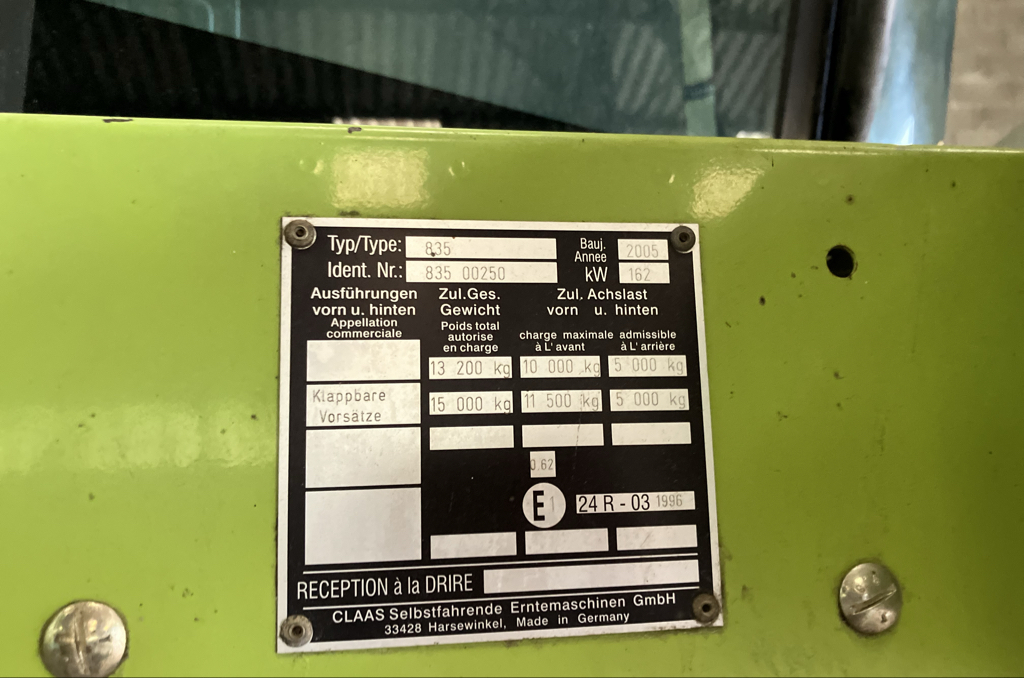 Typ/Type: 835 Bauj. Annee 2005
Ident. Nr.: 835 00250 kW 162
Ausführungen vorn u. hinten Zul.Ges. Gewicht Zul. Achslast vorn u. hinten
Appellation commerciale Poids total autorise en charge charge maximale admissible à L' avant à L' arrière
13 200 kg 10 000 kg 5 000 kg
Klappbare Vorsätze 15 000 kg 11 500 kg 5 000 kg
0.62
E 1 24 R - 03 1996
RECEPTION à la DRIRE
CLAAS Selbstfahrende Erntemaschinen GmbH
33428 Harsewinkel, Made in Germany